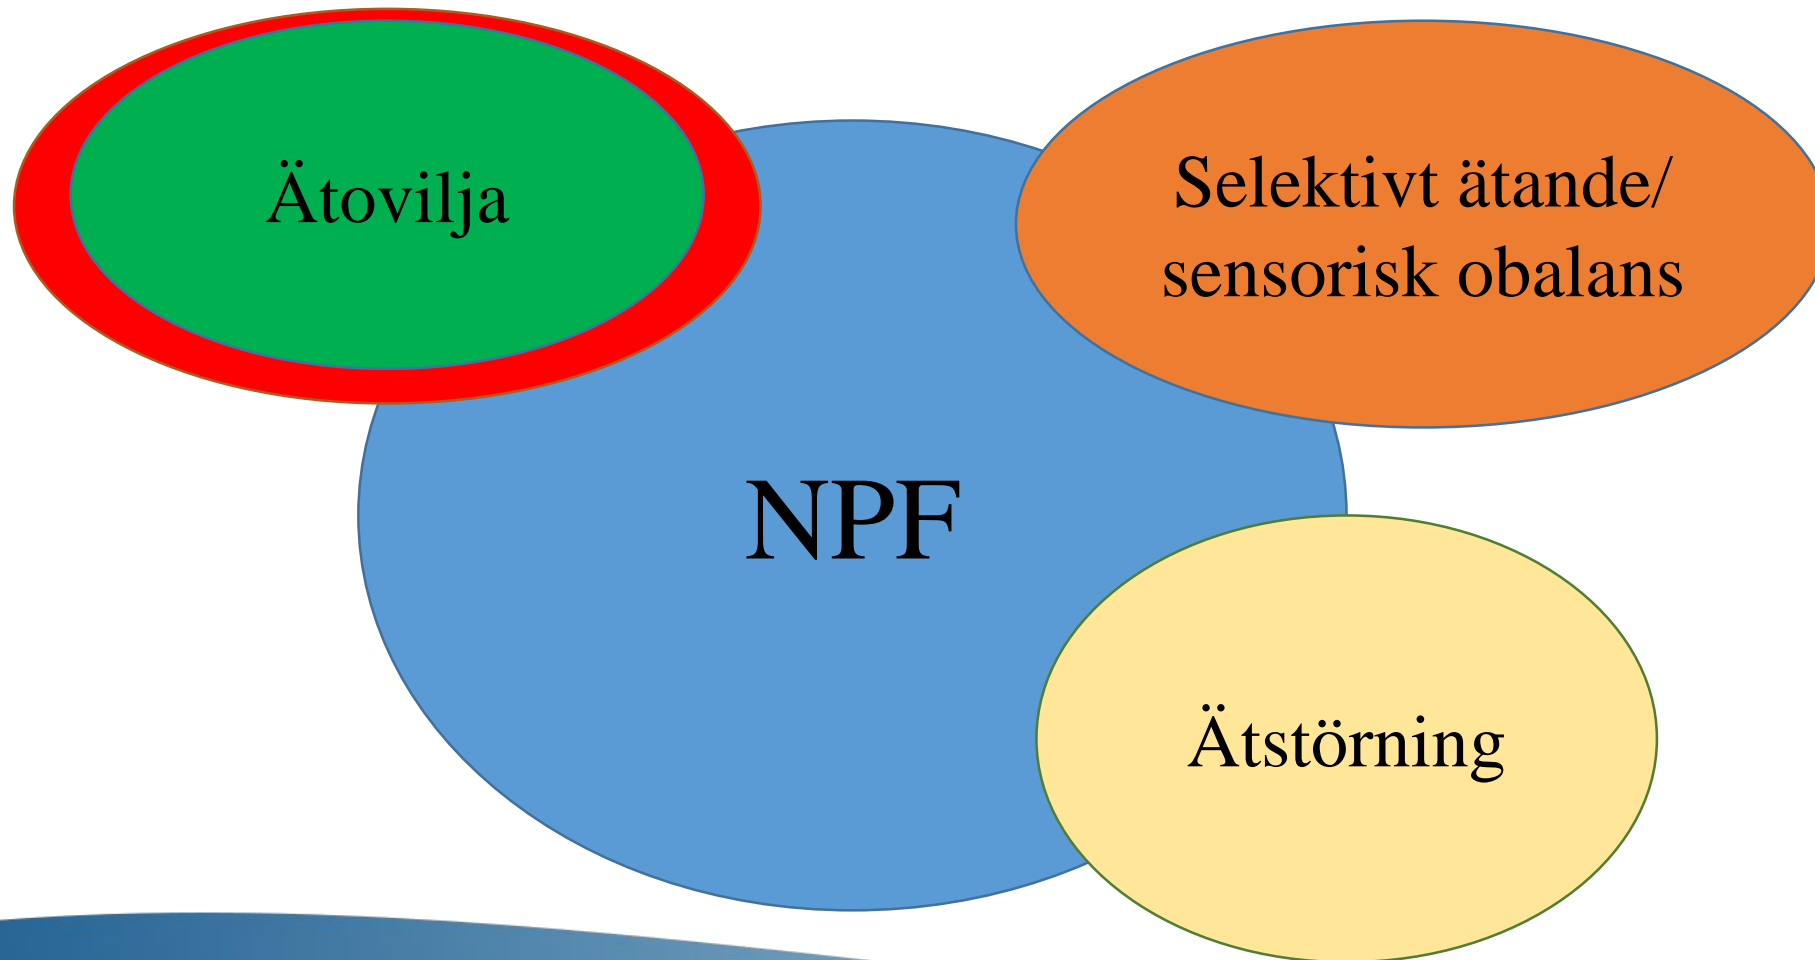 Ätovilja
Selektivt ätande/
sensorisk obalans
NPF
Ätstörning